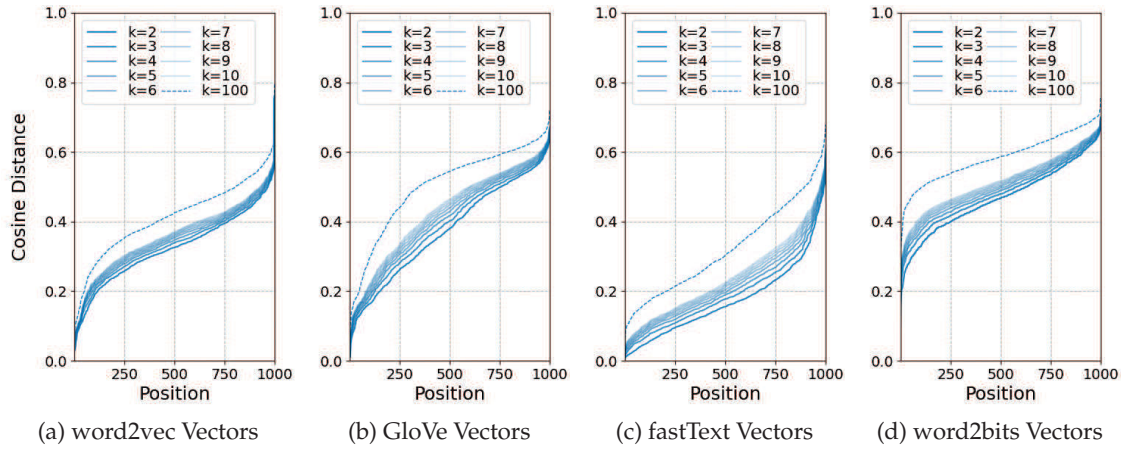 k=2 k=7
k=3 k=8
k=4 k=9
k=5 k=10
k=6 k=100
k=2 k=7
k=3 k=8
k=4 k=9
k=5 k=10
k=6 k=100
k=2 k=7
k=3 k=8
k=4 k=9
k=5 k=10
k=6 k=100
k=2 k=7
k=3 k=8
k=4 k=9
k=5 k=10
k=6 k=100
Cosine Distance
1.0
0.8
0.6
0.4
0.2
0.0
1.0
0.8
0.6
0.4
0.2
0.0
1.0
0.8
0.6
0.4
0.2
0.0
1.0
0.8
0.6
0.4
0.2
0.0
250 500 750 1000
250 500 750 1000
250 500 750 1000
250 500 750 1000
Position
Position
Position
Position
(a) word2vec Vectors
(b) GloVe Vectors
(c) fastText Vectors
(d) word2bits Vectors